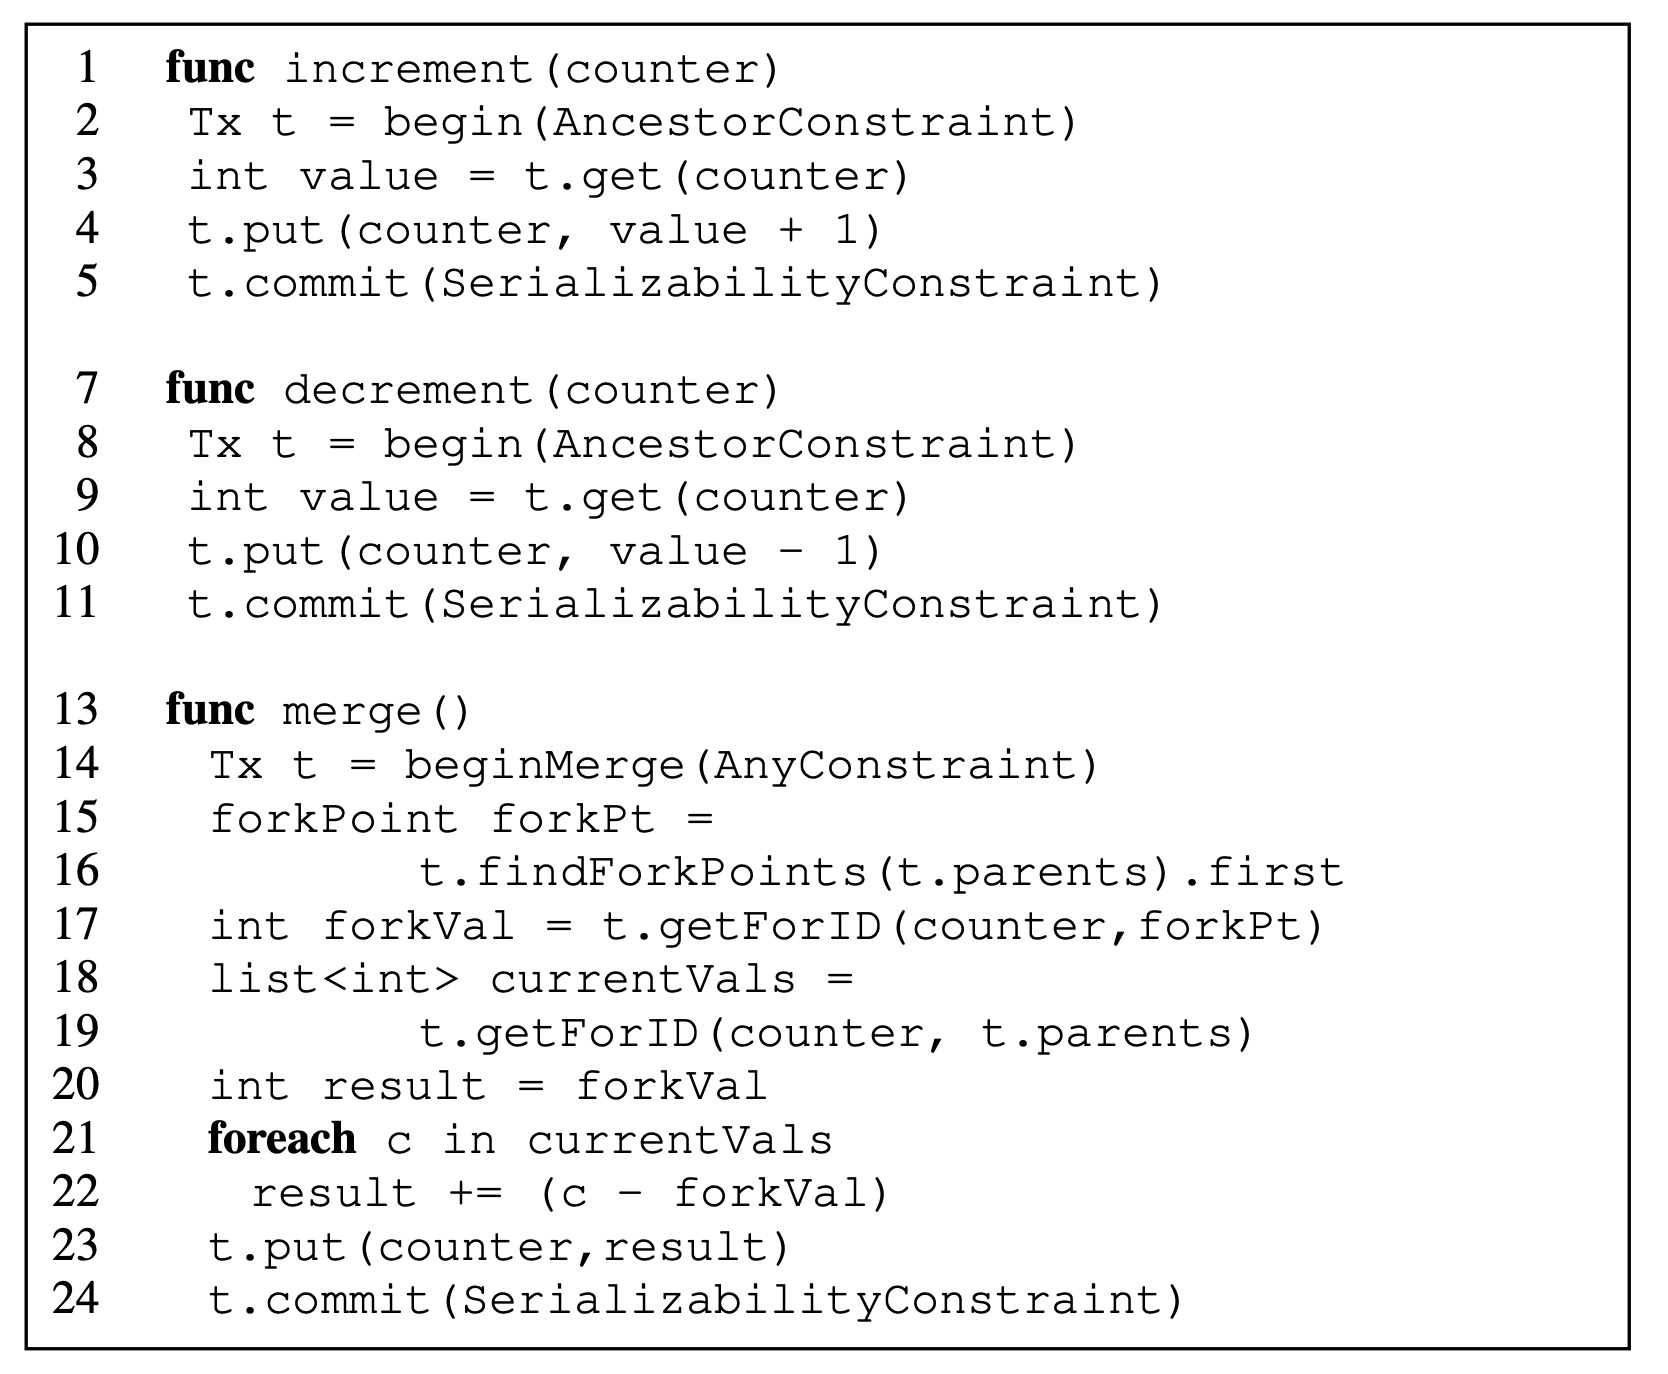 1 func increment(counter)
2 Tx t = begin(AncestorConstraint)
3 int value = t.get(counter)
4 t.put(counter, value + 1)
5 t.commit(SerializabilityConstraint)
7 func decrement(counter)
8 Tx t = begin(AncestorConstraint)
9 int value = t.get(counter)
10 t.put(counter, value - 1)
11 t.commit(SerializabilityConstraint)
13 func merge()
14 Tx t = beginMerge(AnyConstraint)
15 forkPoint forkPt =
16 t.findForkPoints(t.parents).first
17 int forkVal = t.getForID(counter,forkPt)
18 list<int> currentVals =
19 t.getForID(counter, t.parents)
20 int result = forkVal
21 foreach c in currentVals
22 result += (c - forkVal)
23 t.put(counter,result)
24 t.commit(SerializabilityConstraint)